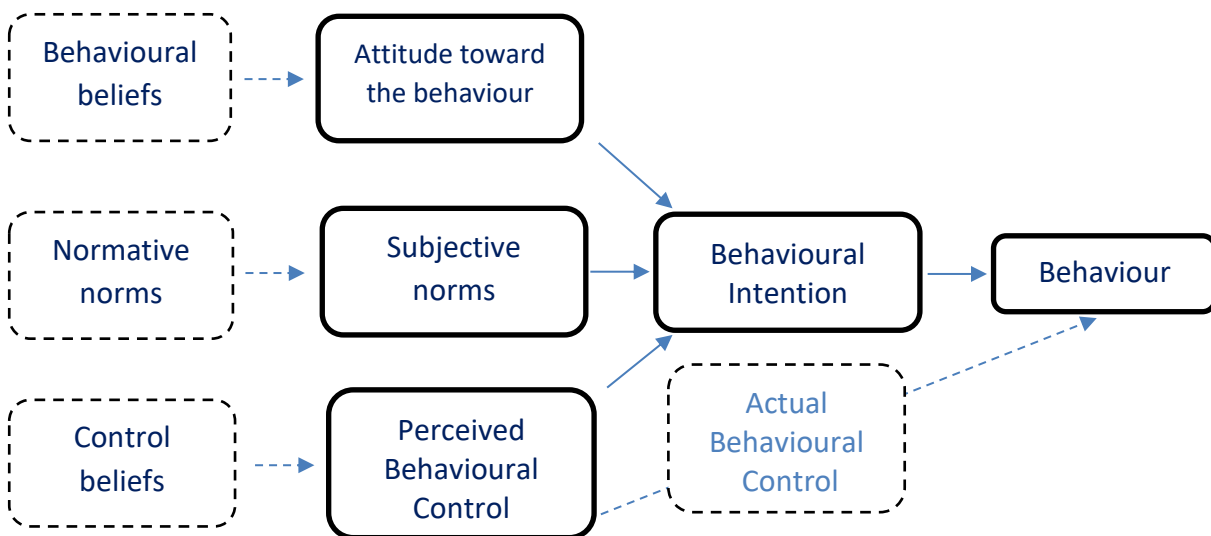 Behavioural
beliefs
Attitude toward
the behaviour
Normative
norms
Subjective
norms
Behavioural
Intention
Behaviour
Control
beliefs
Perceived
Behavioural
Control
Actual
Behavioural
Control